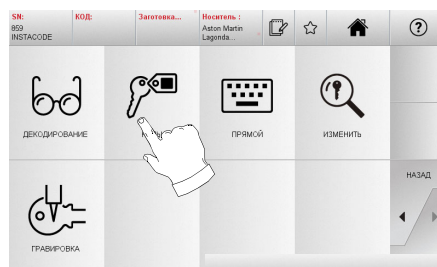 SN:
859
INSTACODE
КОД:
Заготовка...
Носитель :
Aston Martin
Lagonda...
ДЕКОДИРОВАНИЕ
ПРЯМОЙ
ИЗМЕНИТЬ
НАЗАД
ГРАВИРОВКА